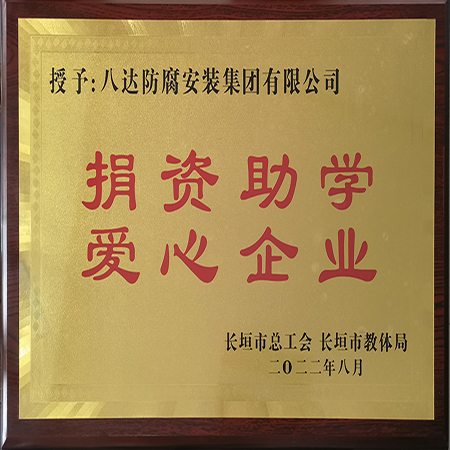 授予:八达防腐安装集团有限公司
捐资助学
爱心企业
长垣市总工会 长垣市教体局
二〇二二年八月